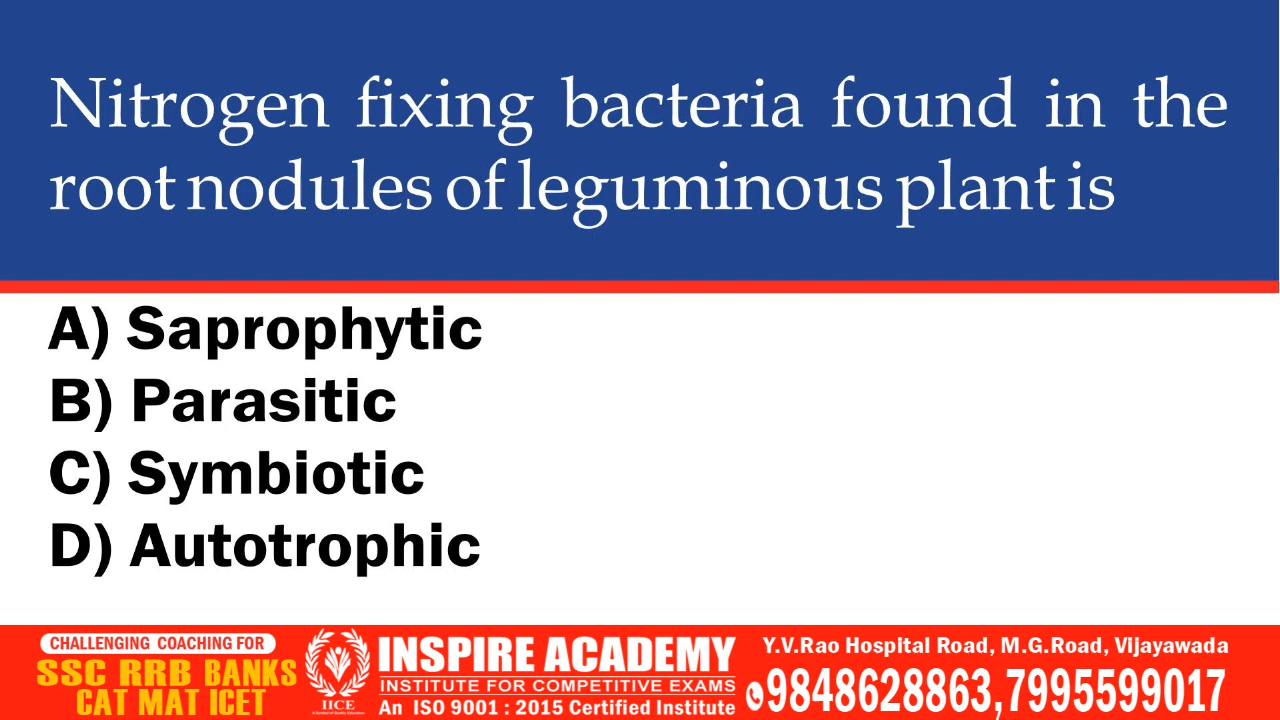 Nitrogen fixing bacteria found in the
root nodules of leguminous plant is
A) Saprophytic
B) Parasitic
C) Symbiotic
D) Autotrophic
CHALLENGING COACHING FOR
SSC RRB BANKS
CAT MAT ICET
IICE
INSPIRE ACADEMY
INSTITUTE FOR COMPETITIVE EXAMS
An ISO 9001 : 2015 Certified Institute
Y.V.Rao Hospital Road, M.G.Road, Vijayawada
9848628863,7995599017